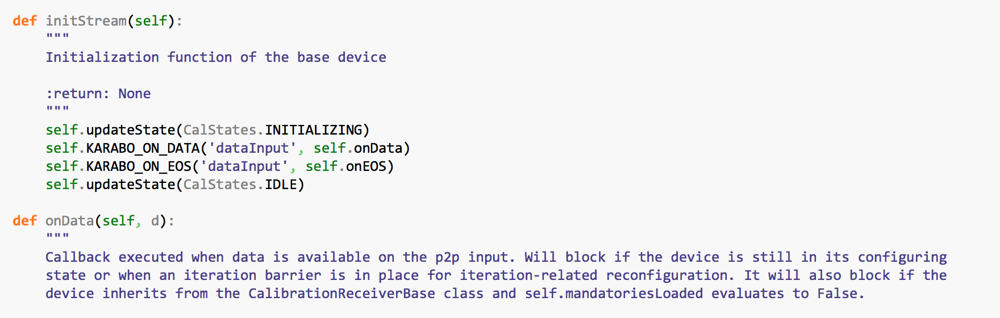 def initStream(self):
    """
    Initialization function of the base device

    :return: None
    """
    self.updateState(CalStates.INITIALIZING)
    self.KARABO_ON_DATA('dataInput', self.onData)
    self.KARABO_ON_EOS('dataInput', self.onEOS)
    self.updateState(CalStates.IDLE)

def onData(self, d):
    """
    Callback executed when data is available on the p2p input. Will block if the device is still in its configuring
    state or when an iteration barrier is in place for iteration-related reconfiguration. It will also block if the
    device inherits from the CalibrationReceiverBase class and self.mandatoriesLoaded evaluates to False.